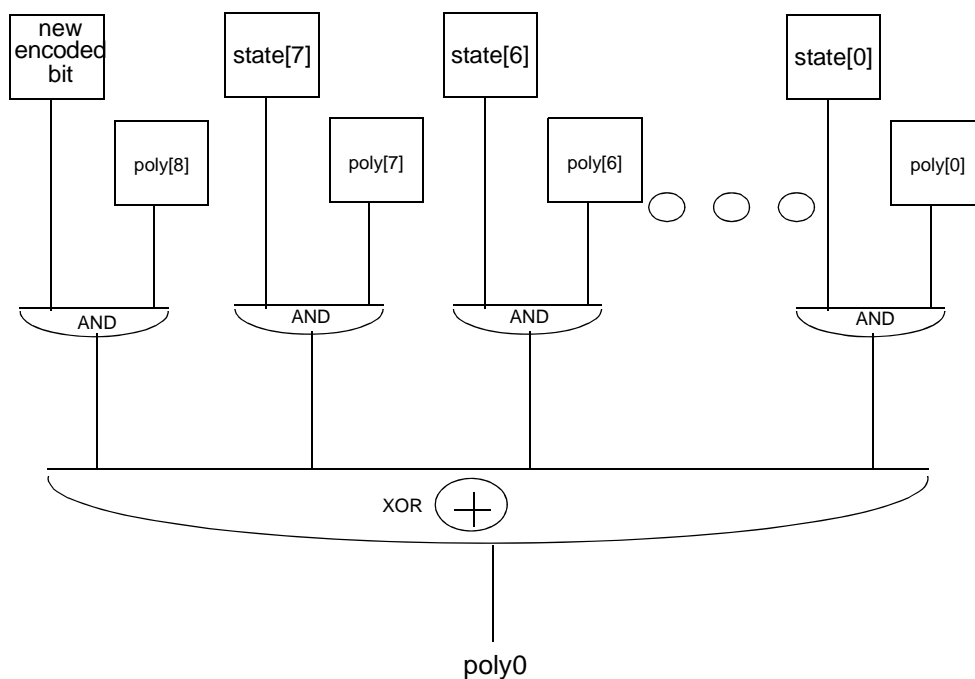 new
encoded
bit
state[7]
state[6]
state[0]
poly[8]
poly[7]
poly[6]
poly[0]
AND
AND
AND
AND
XOR
poly0